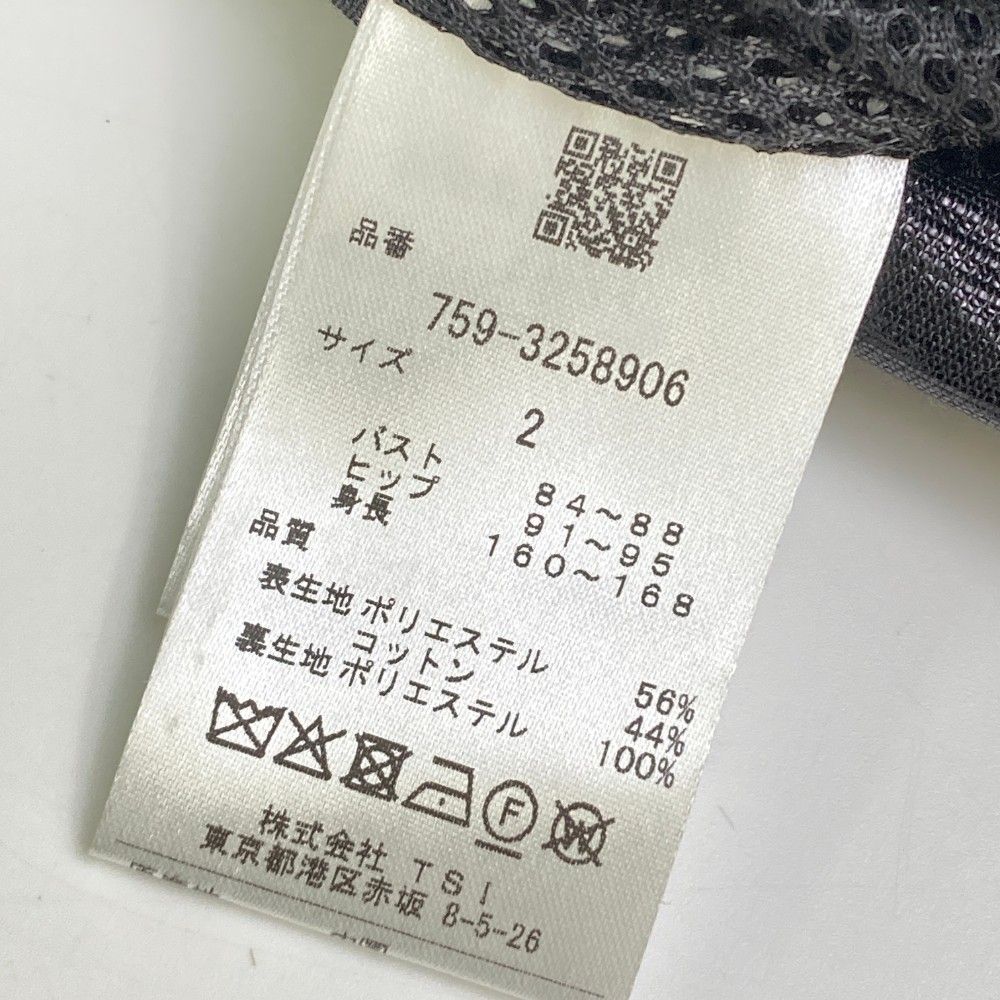 品番
759-3258906
サイズ
2
バスト 84~88
ヒップ 91~95
身長 160~168
品質
表生地 ポリエステル 56%
コットン 44%
裏生地 ポリエステル 100%
F
W
株式会社 TSI
東京都港区赤坂 8-5-26